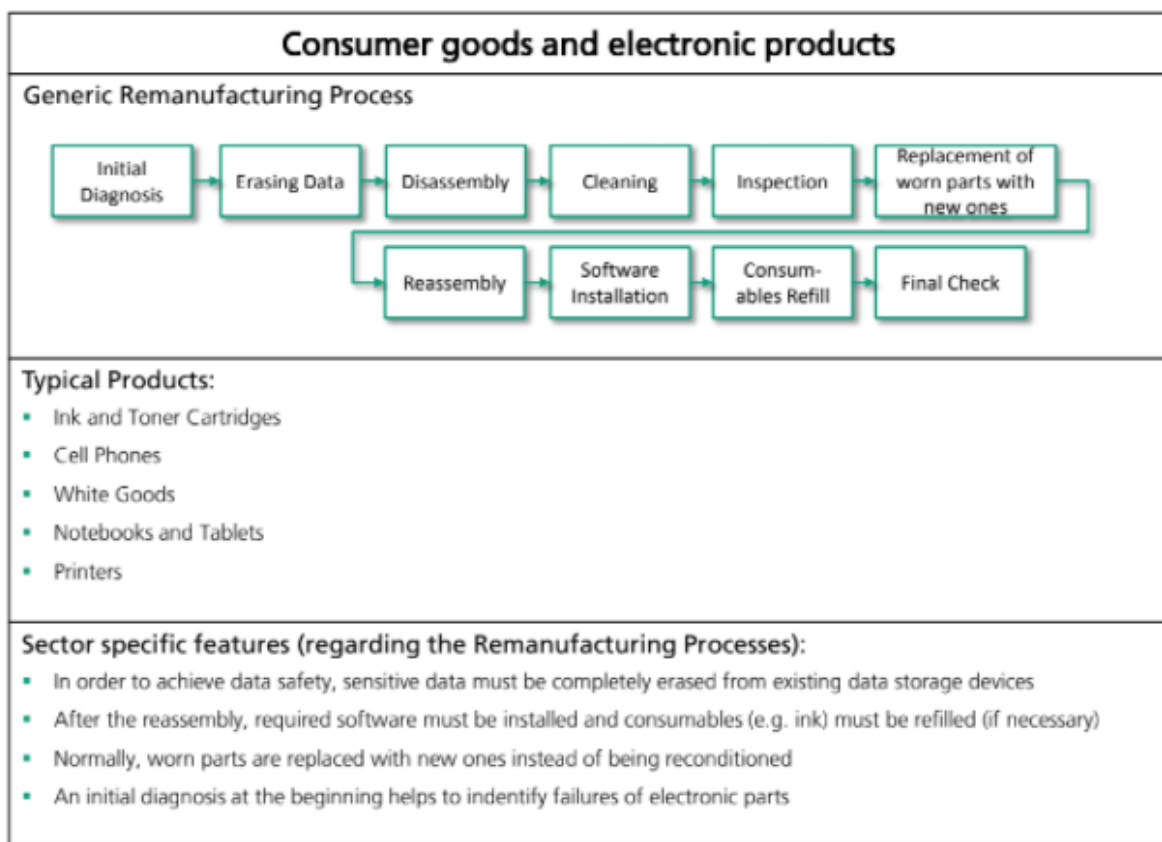 Consumer goods and electronic products
Generic Remanufacturing Process
Initial
Diagnosis
Erasing Data
Disassembly
Cleaning
Inspection
Replacement of
worn parts with
new ones
Reassembly
Software
Installation
Consum-
ables Refill
Final Check
Typical Products:
▪ Ink and Toner Cartridges
▪ Cell Phones
▪ White Goods
▪ Notebooks and Tablets
▪ Printers
Sector specific features (regarding the Remanufacturing Processes):
▪ In order to achieve data safety, sensitive data must be completely erased from existing data storage devices
▪ After the reassembly, required software must be installed and consumables (e.g. ink) must be refilled (if necessary)
▪ Normally, worn parts are replaced with new ones instead of being reconditioned
▪ An initial diagnosis at the beginning helps to indentify failures of electronic parts